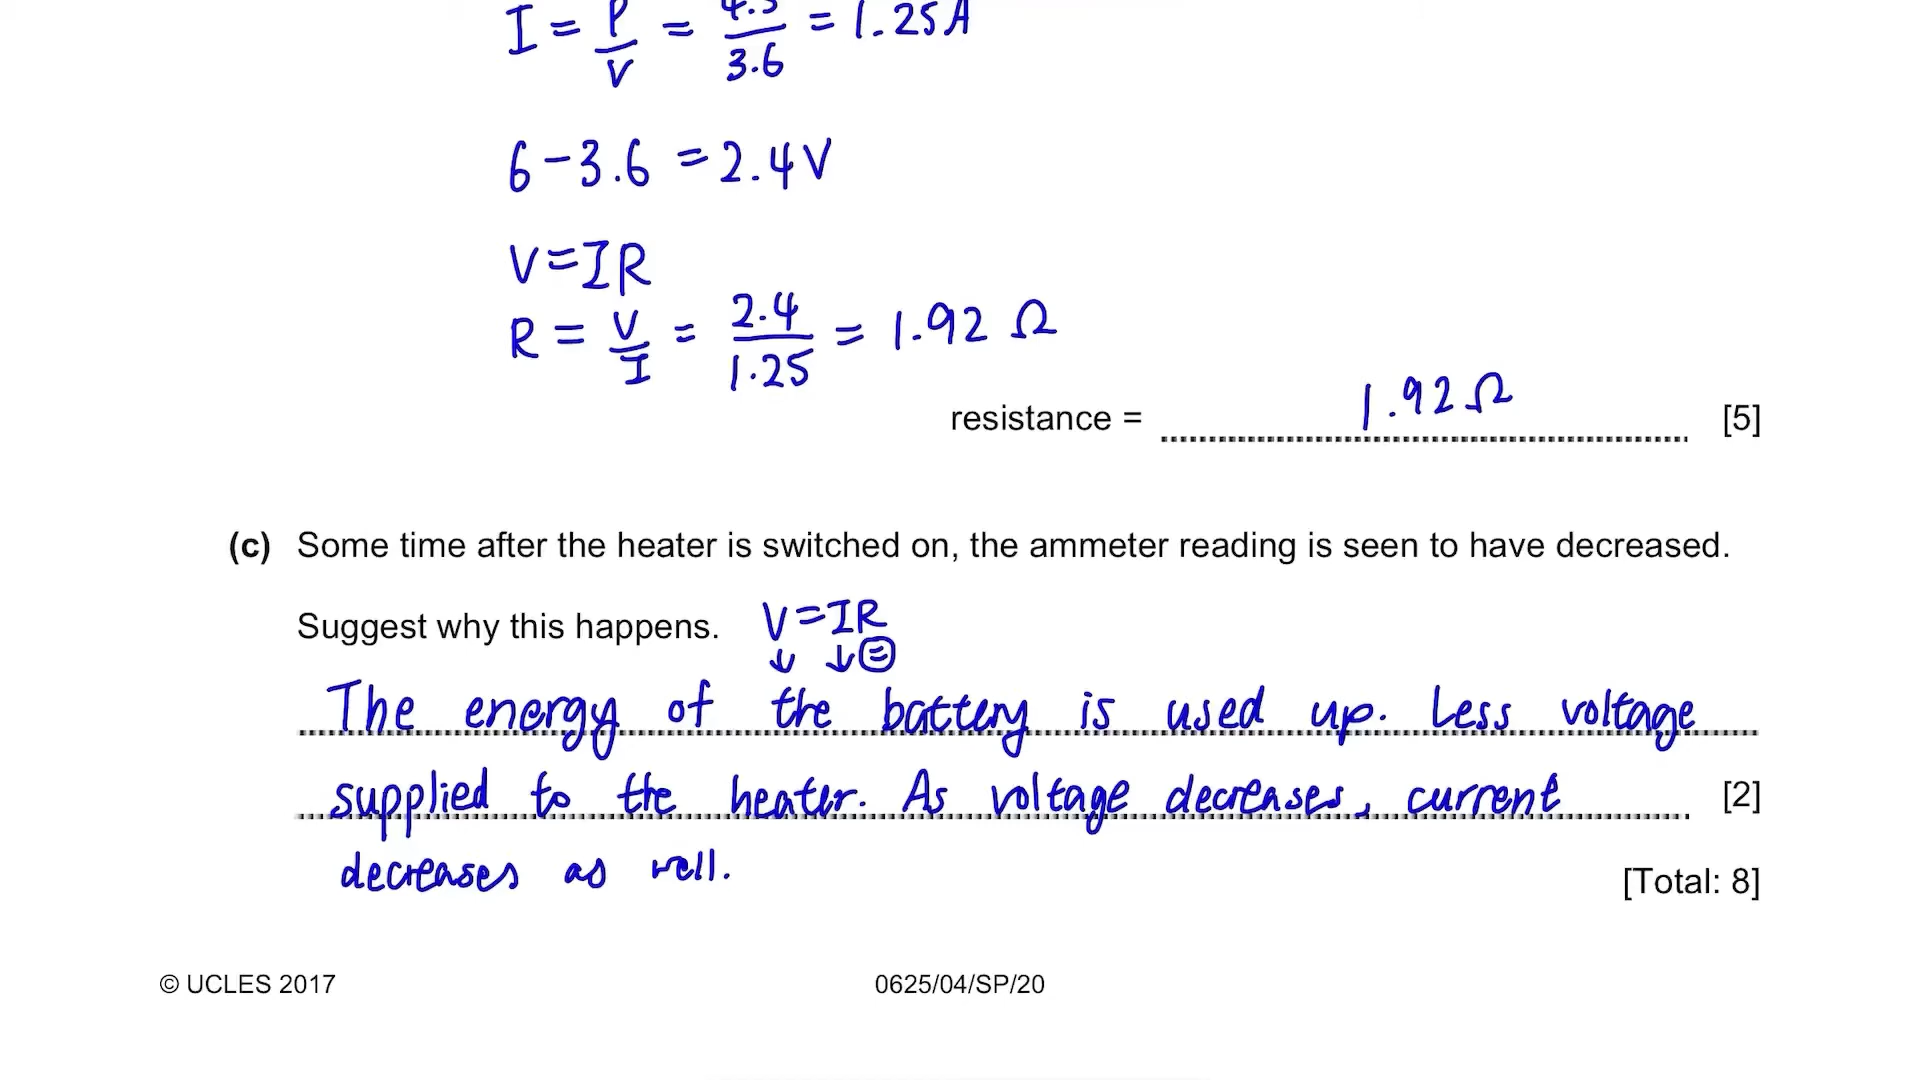 I = P/V = 4.5/3.6 = 1.25A
6 - 3.6 = 2.4V
V = IR
R = V/I = 2.4/1.25 = 1.92 Ω
resistance = 1.92Ω [5]
(c) Some time after the heater is switched on, the ammeter reading is seen to have decreased.
Suggest why this happens. V=IR
↓ ↓ =
The energy of the battery is used up. Less voltage
supplied to the heater. As voltage decreases, current [2]
decreases as well.
[Total: 8]
© UCLES 2017 0625/04/SP/20